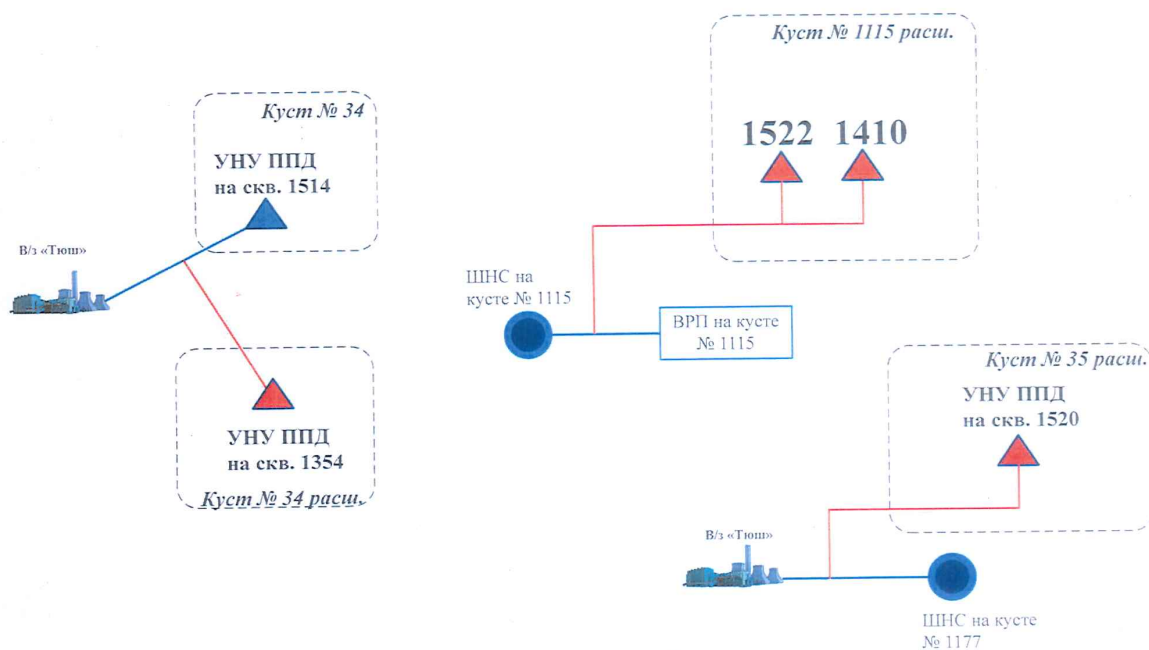 Куст № 34
УНУ ППД
на скв. 1514
В/з «Тюш»
УНУ ППД
на скв. 1354
Куст № 34 расш.
Куст № 1115 расш.
1522 1410
ШНС на
кусте № 1115
ВРП на кусте
№ 1115
Куст № 35 расш.
УНУ ППД
на скв. 1520
В/з «Тюш»
ШНС на кусте
№ 1177